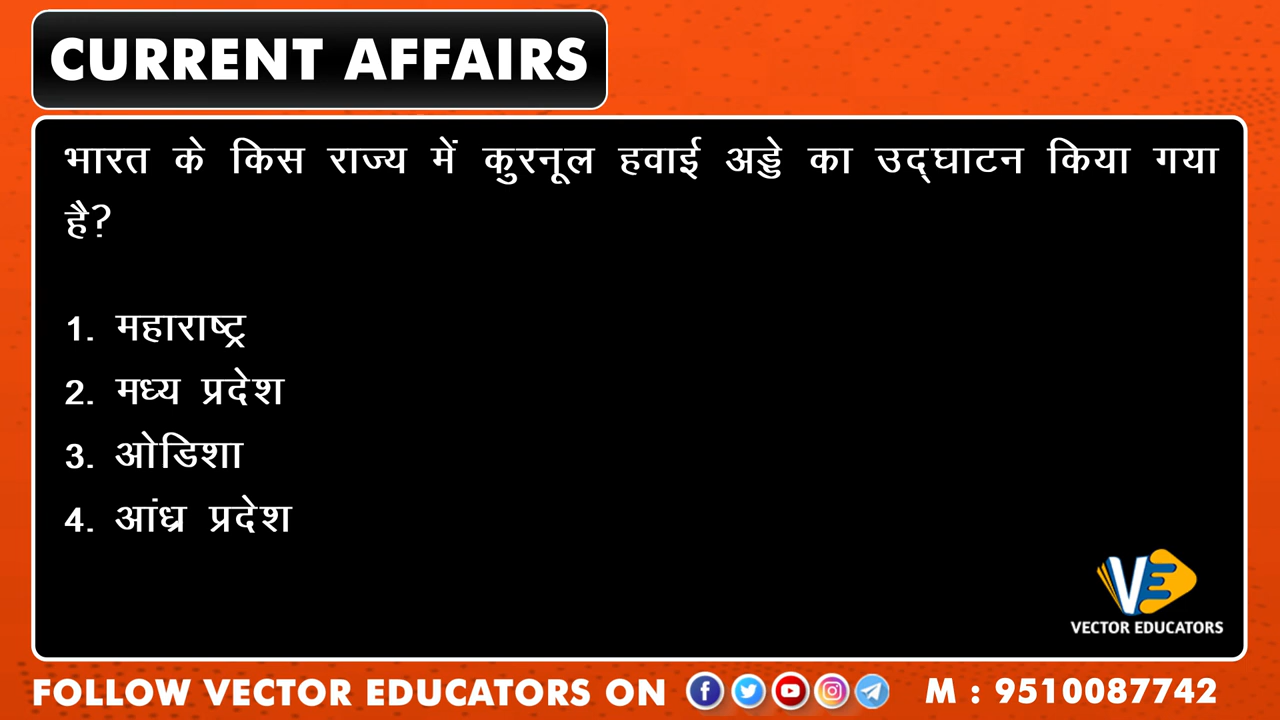 CURRENT AFFAIRS
भारत के किस राज्य में कुरनूल हवाई अड्डे का उद्घाटन किया गया
है?
1. महाराष्ट्र
2. मध्य प्रदेश
3. ओडिशा
4. आंध्र प्रदेश
VE
VECTOR EDUCATORS
FOLLOW VECTOR EDUCATORS ON M : 9510087742